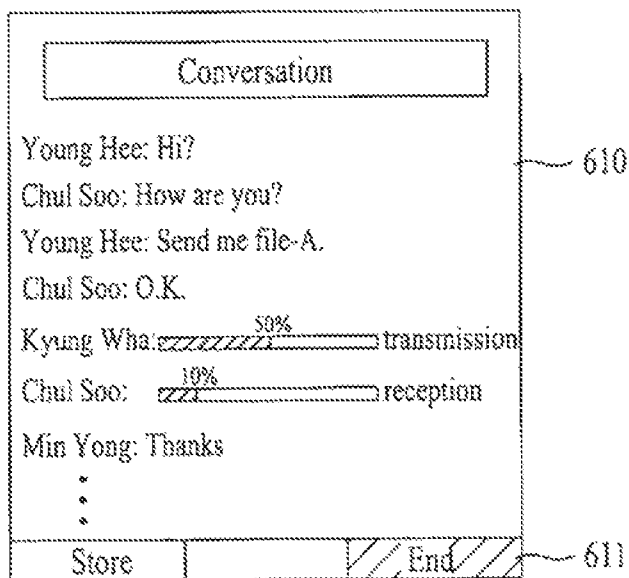 Conversation
Young Hee: Hi?
610
Chul Soo: How are you?
Young Hee: Send me file-A.
Chul Soo: O.K.
50%
Kyung Wha: transmission
10%
Chul Soo: reception
Min Yong: Thanks
Store End 611